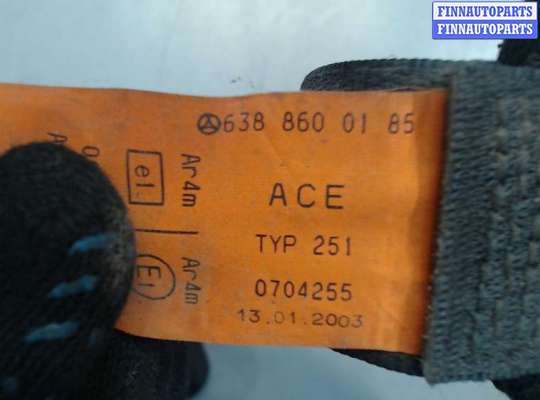 FINNAUTOPARTS
FINNAUTOPARTS
638 860 01 85
ACE
TYP 251
0704255
13.01.2003
e1
Ar4m
E1
Ar4m